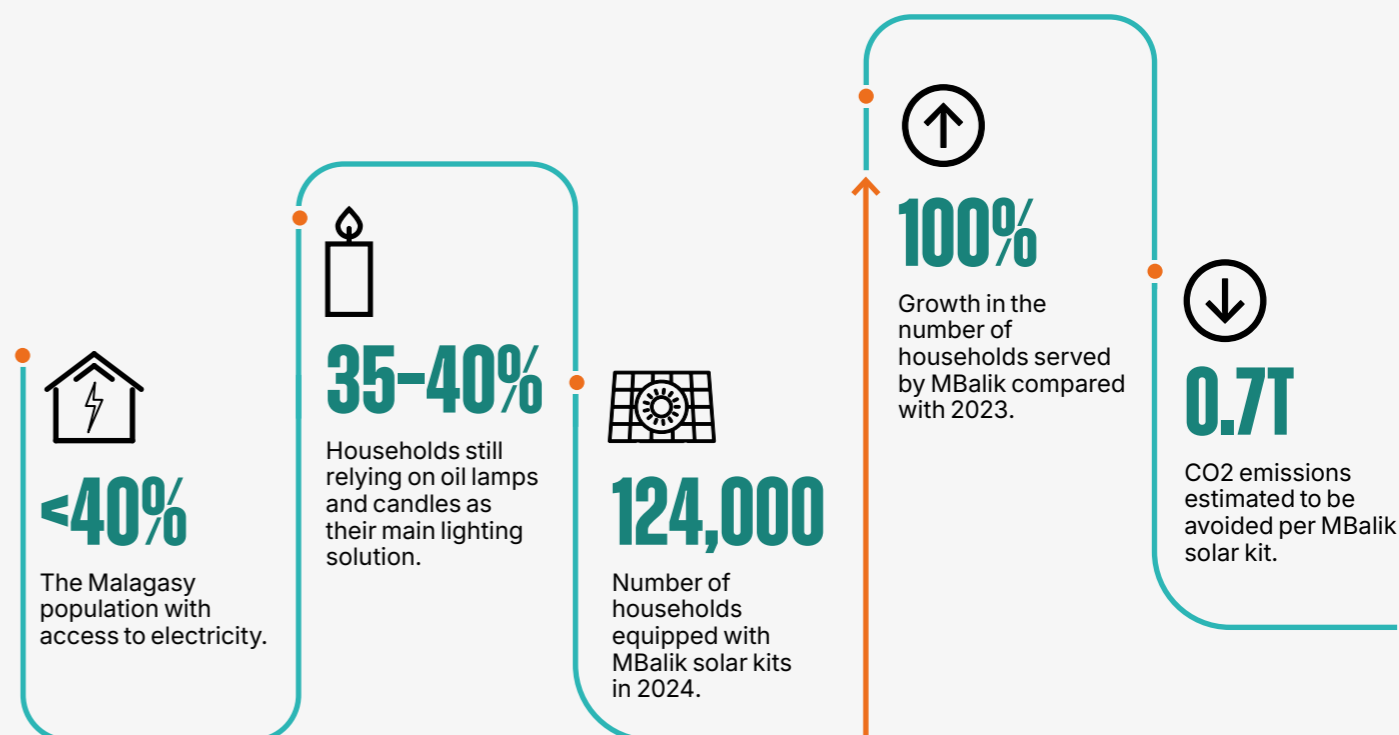 <40%
The Malagasy
population with
access to electricity.
35–40%
Households still
relying on oil lamps
and candles as
their main lighting
solution.
124,000
Number of
households
equipped with
MBalik solar kits
in 2024.
100%
Growth in the
number of
households served
by MBalik compared
with 2023.
0.7T
CO2 emissions
estimated to be
avoided per MBalik
solar kit.